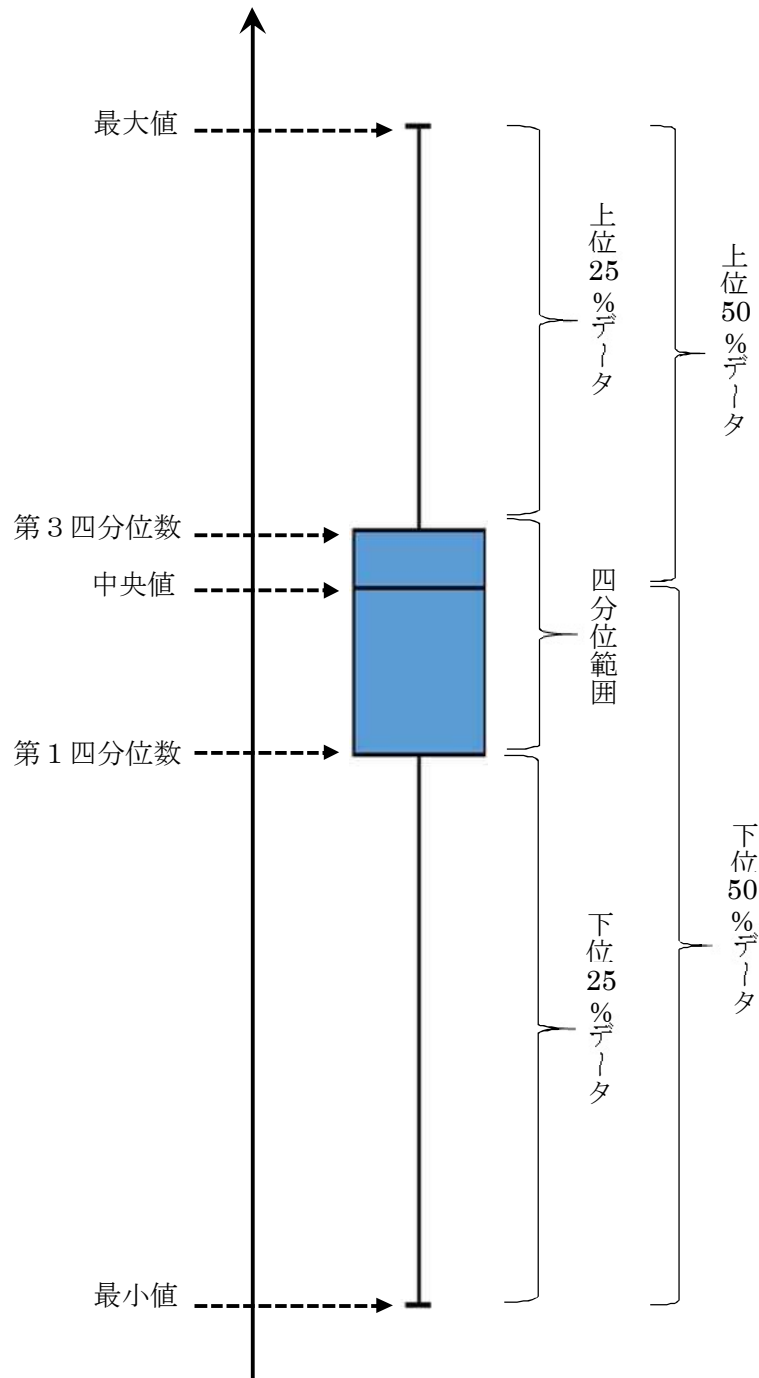 最大値
上位25%データ
上位50%データ
第３四分位数
中央値
四分位範囲
第１四分位数
下位25%データ
下位50%データ
最小値